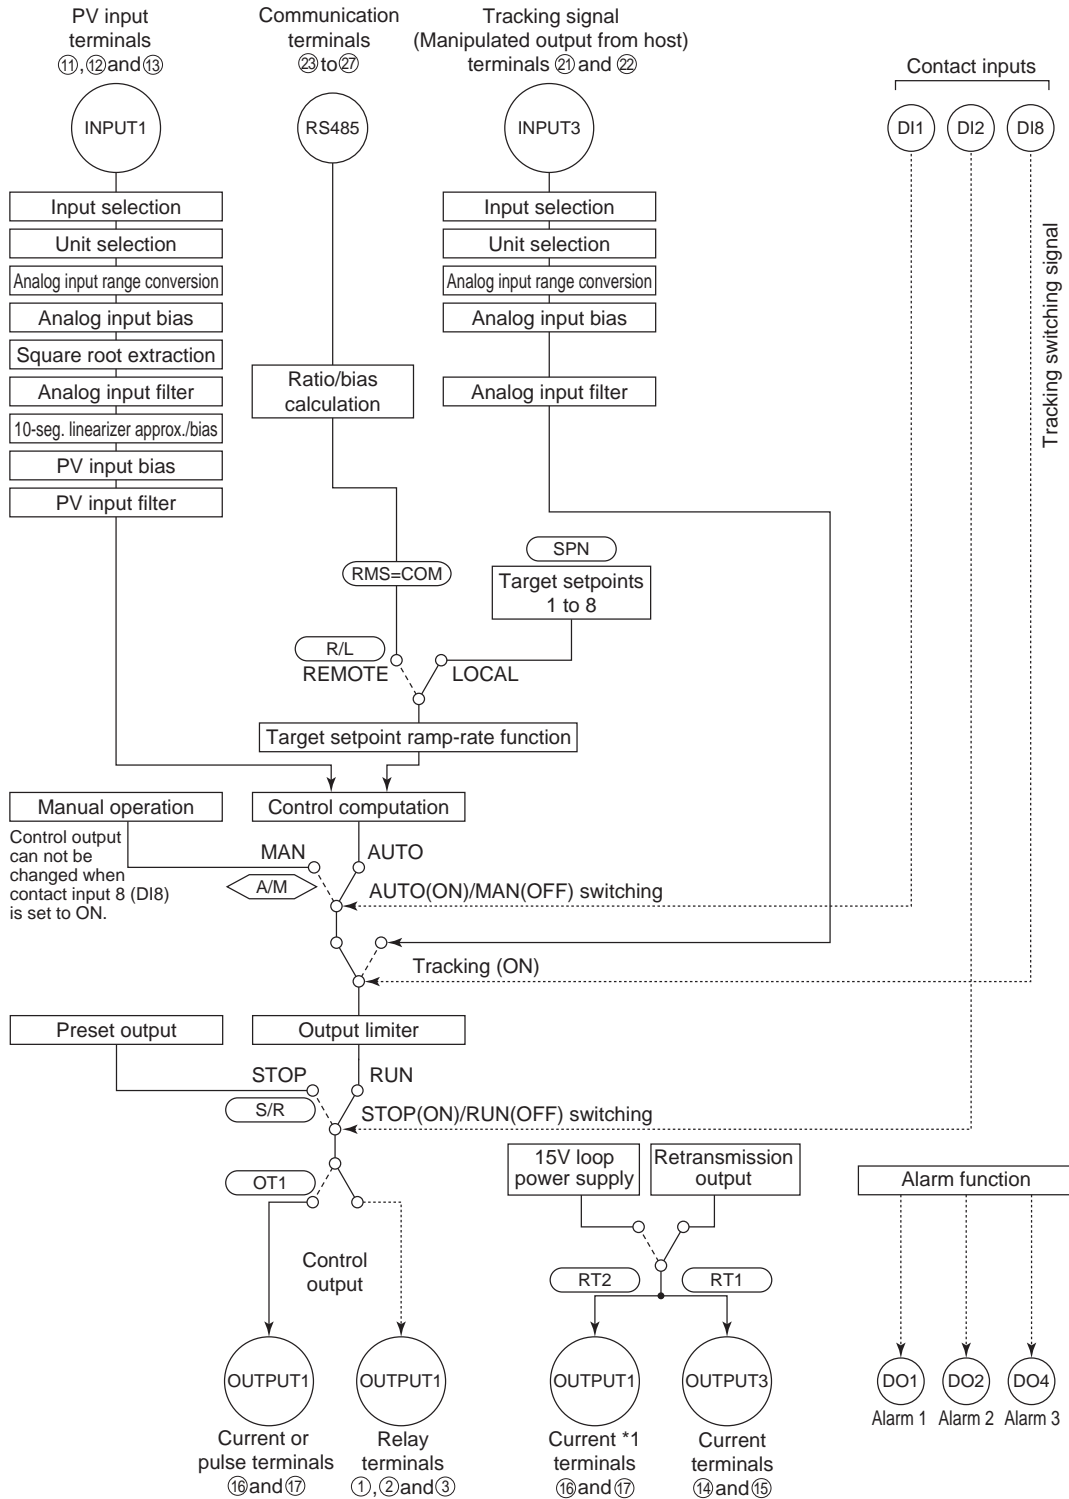 PV input
terminals
⑪,⑫and⑬
Communication
terminals
㉓to㉗
Tracking signal
(Manipulated output from host)
terminals ㉑ and ㉒
Contact inputs
INPUT1
RS485
INPUT3
DI1
DI2
DI8
Input selection
Unit selection
Analog input range conversion
Analog input bias
Square root extraction
Analog input filter
10-seg. linearizer approx./bias
PV input bias
PV input filter
Ratio/bias
calculation
Input selection
Unit selection
Analog input range conversion
Analog input bias
Analog input filter
Tracking switching signal
RMS=COM
SPN
Target setpoints
1 to 8
R/L
REMOTE
LOCAL
Target setpoint ramp-rate function
Manual operation
Control computation
Control output
can not be
changed when
contact input 8 (DI8)
is set to ON.
MAN
AUTO
A/M
AUTO(ON)/MAN(OFF) switching
Tracking (ON)
Preset output
Output limiter
STOP
RUN
S/R
STOP(ON)/RUN(OFF) switching
OT1
Control
output
15V loop
power supply
Retransmission
output
RT2
RT1
Alarm function
OUTPUT1
OUTPUT1
OUTPUT1
OUTPUT3
DO1
DO2
DO4
Alarm 1
Alarm 2
Alarm 3
Current or
pulse terminals
⑯and⑰
Relay
terminals
①,②and③
Current *1
terminals
⑯and⑰
Current
terminals
⑭and⑮